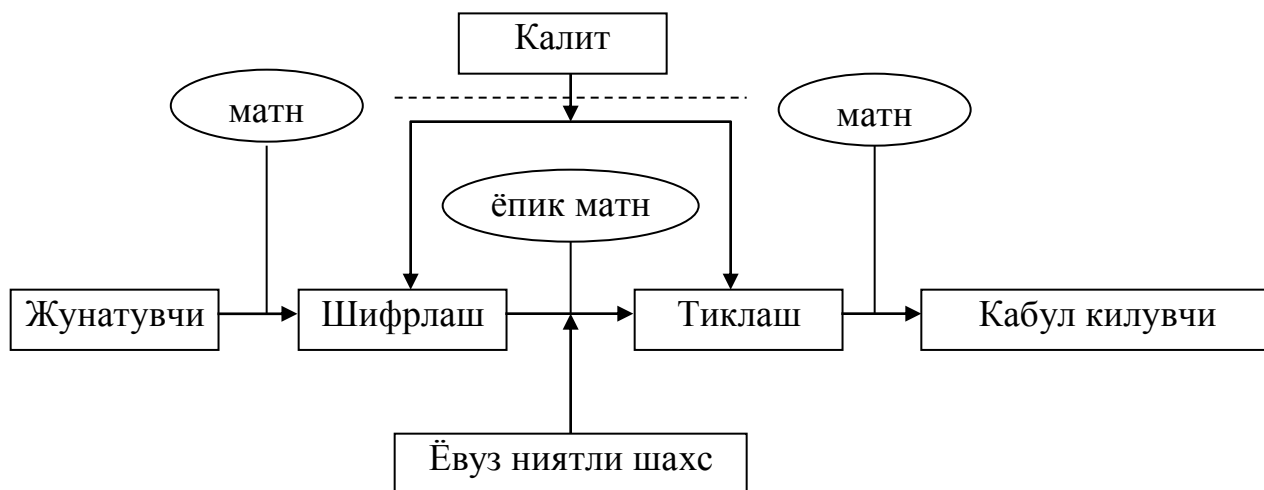 Калит
матн
матн
ёпик матн
Жунатувчи
Шифрлаш
Тиклаш
Кабул килувчи
Ёвуз ниятли шахс